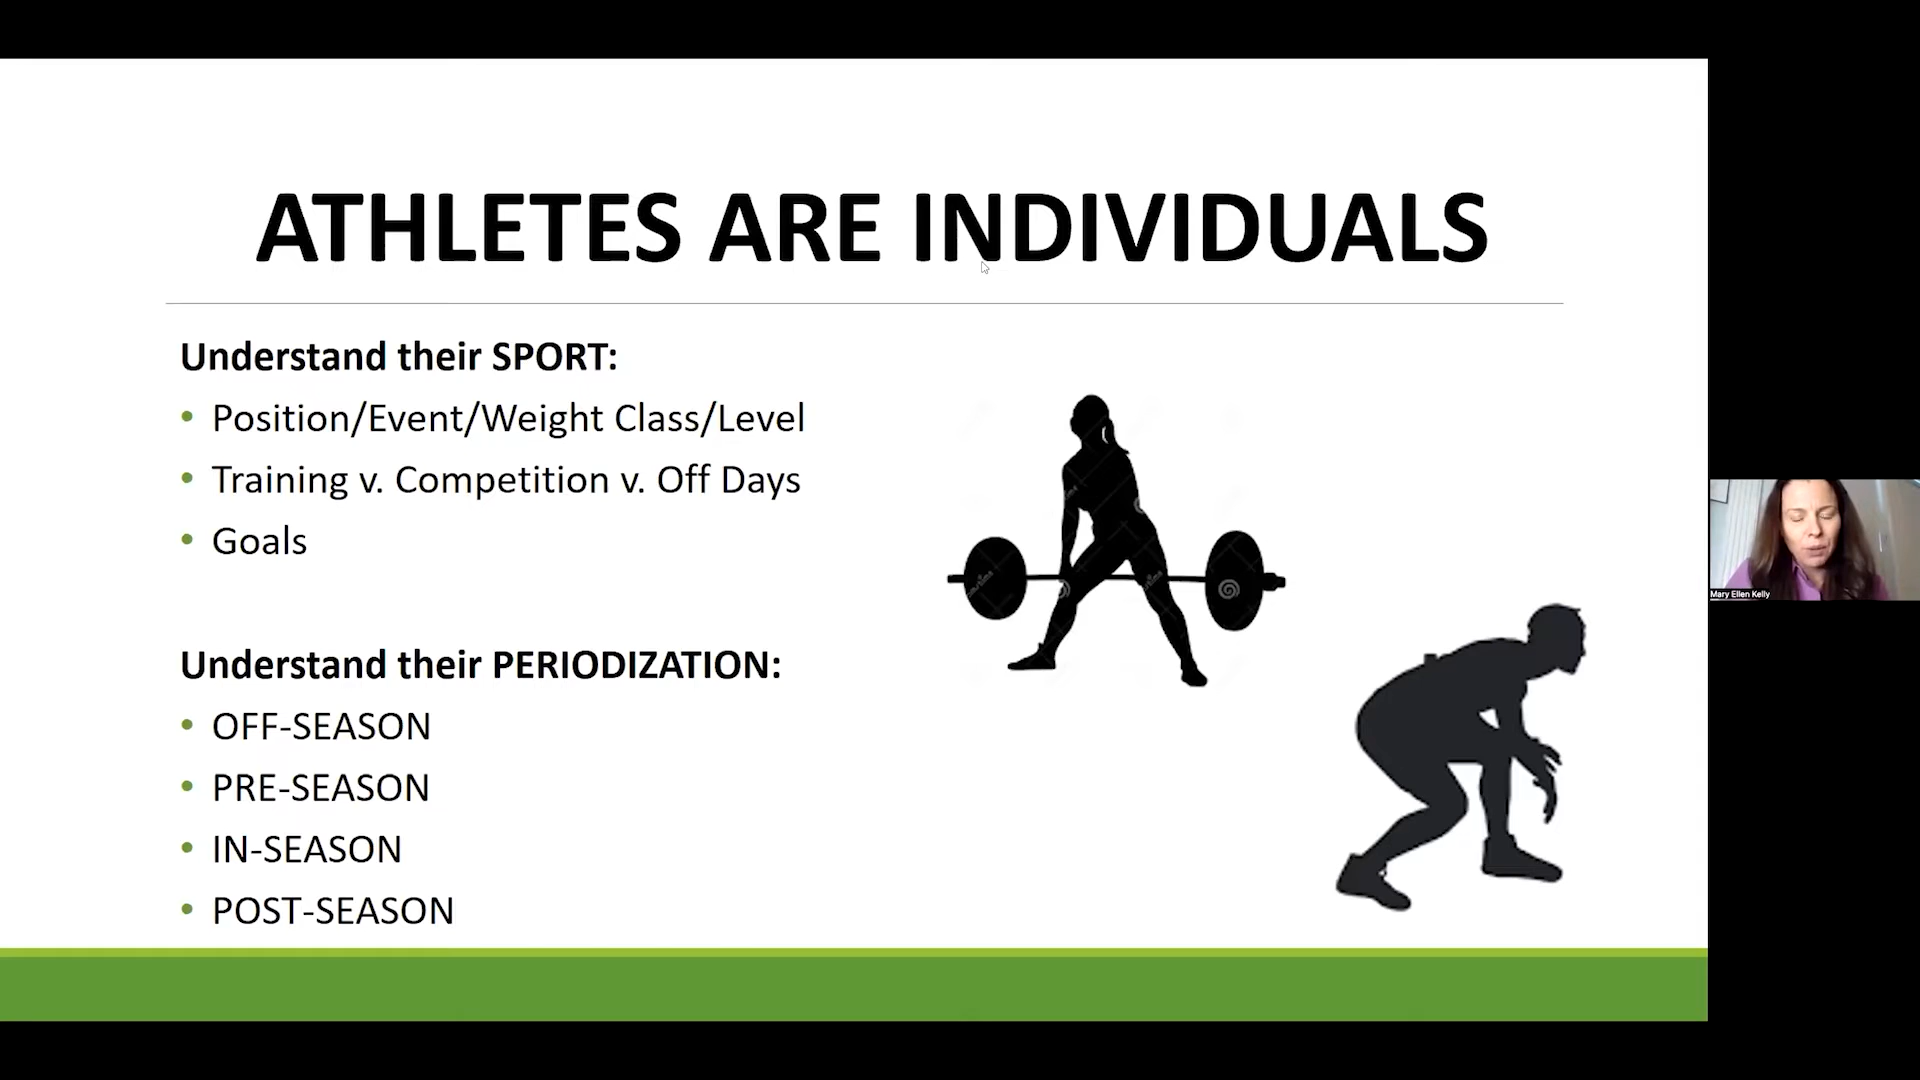 ATHLETES ARE INDIVIDUALS
Understand their SPORT:
• Position/Event/Weight Class/Level
• Training v. Competition v. Off Days
• Goals
Understand their PERIODIZATION:
• OFF-SEASON
• PRE-SEASON
• IN-SEASON
• POST-SEASON
Mary Ellen Kelly